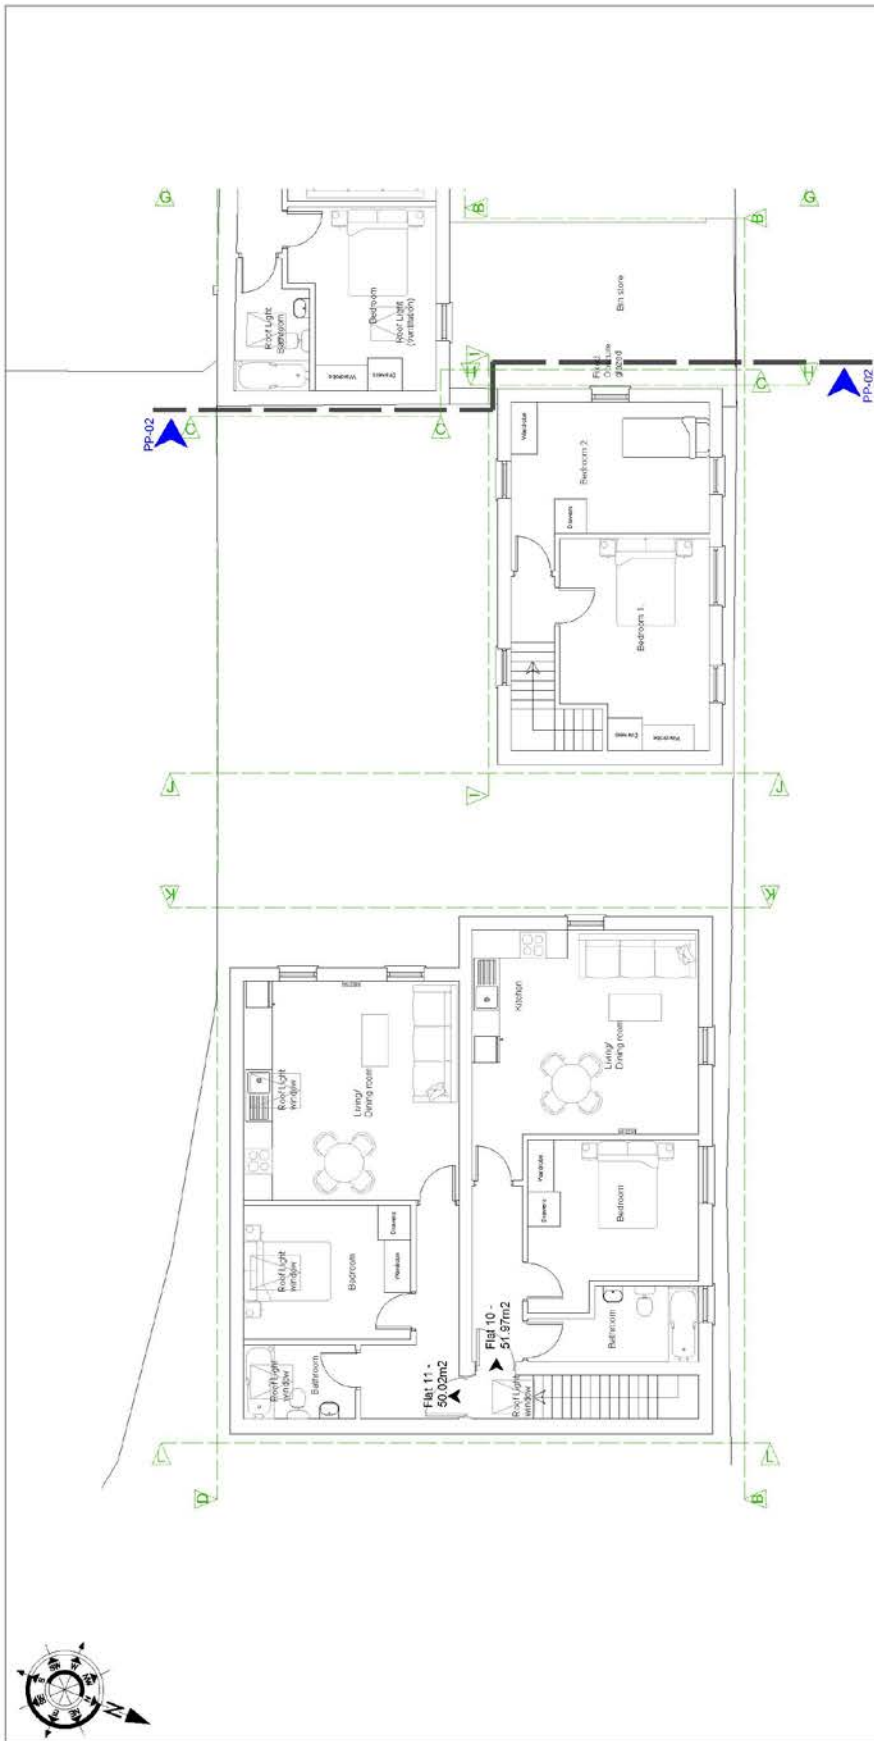 G
G
B
B
Bedroom
Roof Light
(Ventilation)
Roof Light
Bathroom
Wardrobe
Drawers
Bin store
Fixed/
Obscure
glazed
I
H
H
C
C
C
PP-02
PP-02
Wardrobe
Bedroom 2
Drawers
Bedroom 1
Drawers
Wardrobe
J
I
J
K
K
Kitchen
Living/
Dining room
Roof Light
window
Living/
Dining room
Wardrobe
Drawers
Bedroom
Roof Light
window
Bedroom
Drawers
Wardrobe
Flat 10 -
51.97m2
Bathroom
Flat 11 -
50.02m2
Roof Light
window
Bathroom
Roof Light
window
L
L
D
B
N